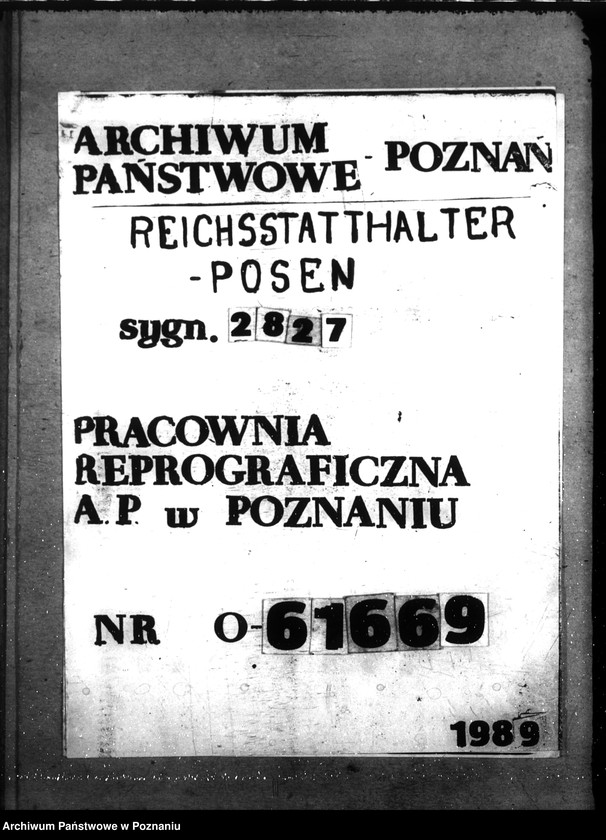 ARCHIWUM
PAŃSTWOWE - POZNAŃ
REICHSSTATTHALTER
-POSEN
sygn. 2827
PRACOWNIA
REPROGRAFICZNA
A.P. w POZNANIU
NR O-61669
1989
Archiwum Państwowe w Poznaniu